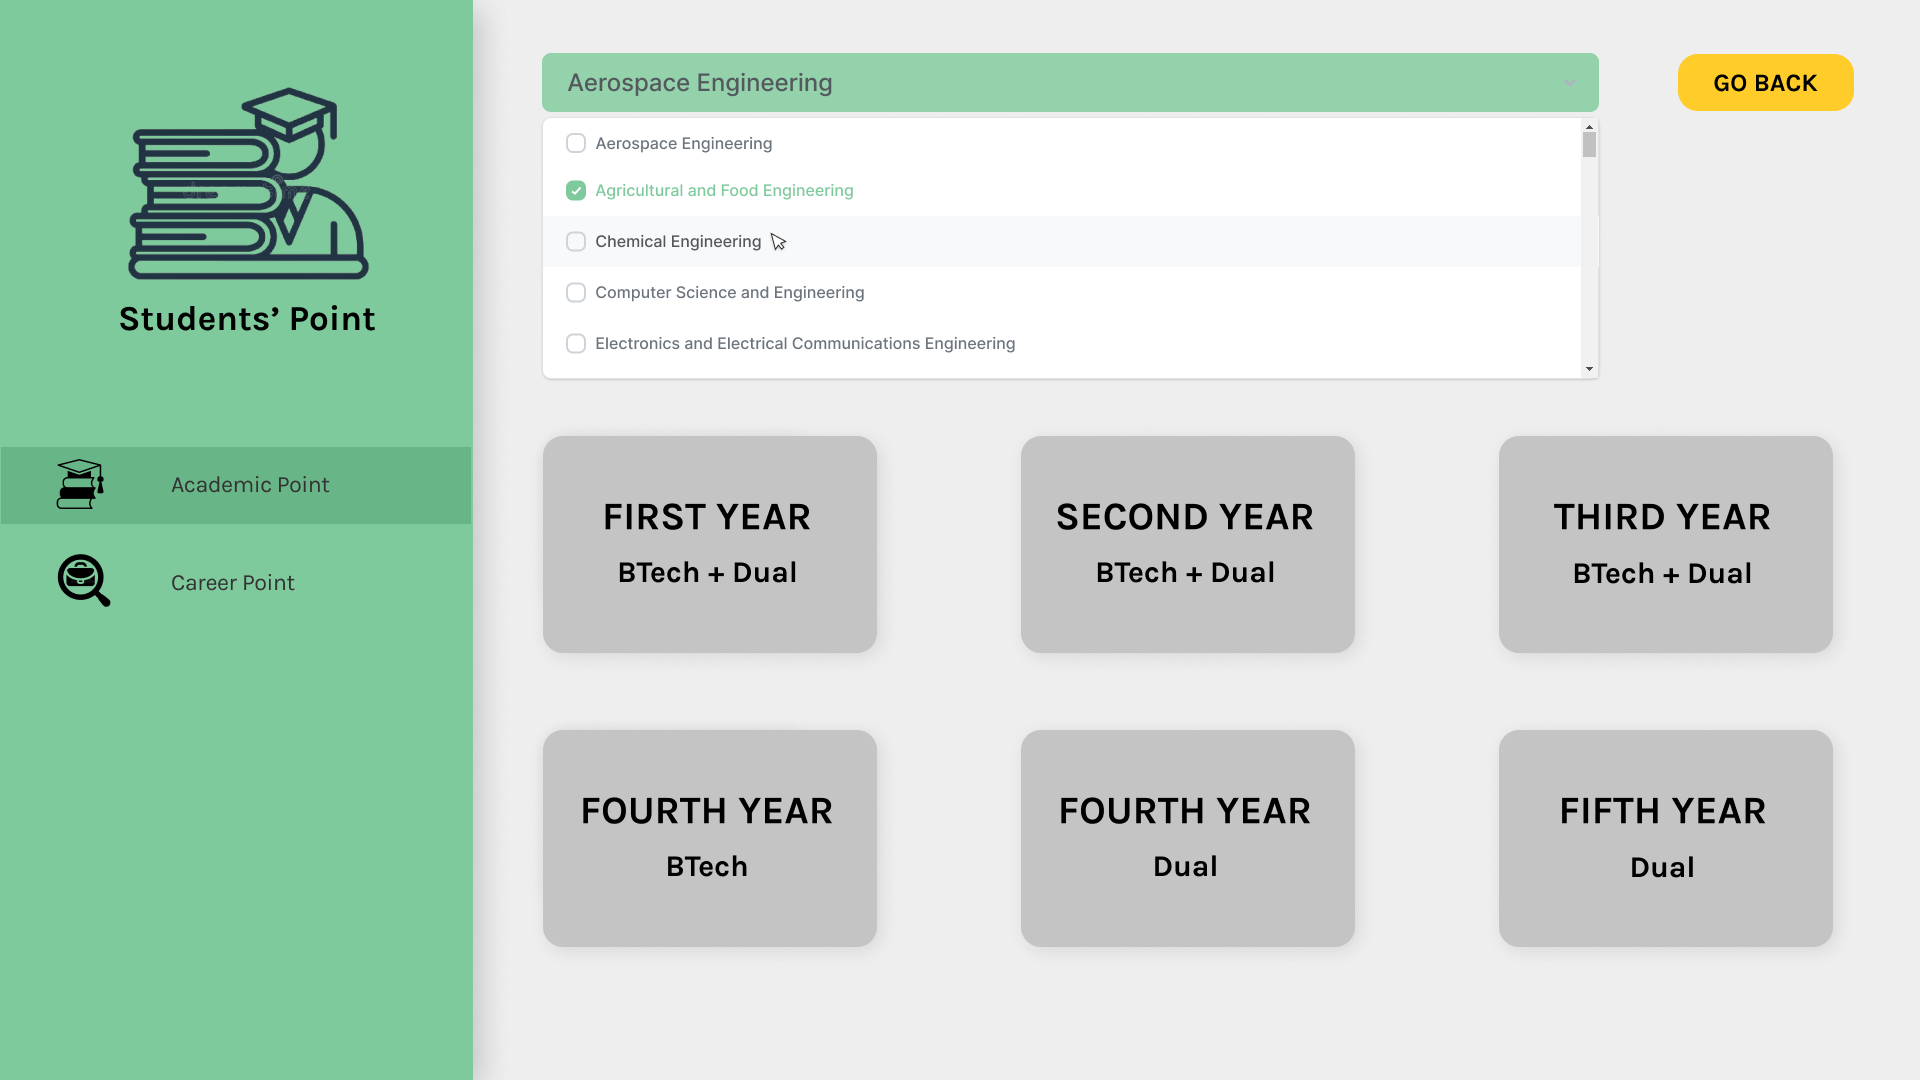 Students’ Point
Academic Point
Career Point
Aerospace Engineering
GO BACK
Aerospace Engineering
Agricultural and Food Engineering
Chemical Engineering
Computer Science and Engineering
Electronics and Electrical Communications Engineering
FIRST YEAR
BTech + Dual
SECOND YEAR
BTech + Dual
THIRD YEAR
BTech + Dual
FOURTH YEAR
BTech
FOURTH YEAR
Dual
FIFTH YEAR
Dual